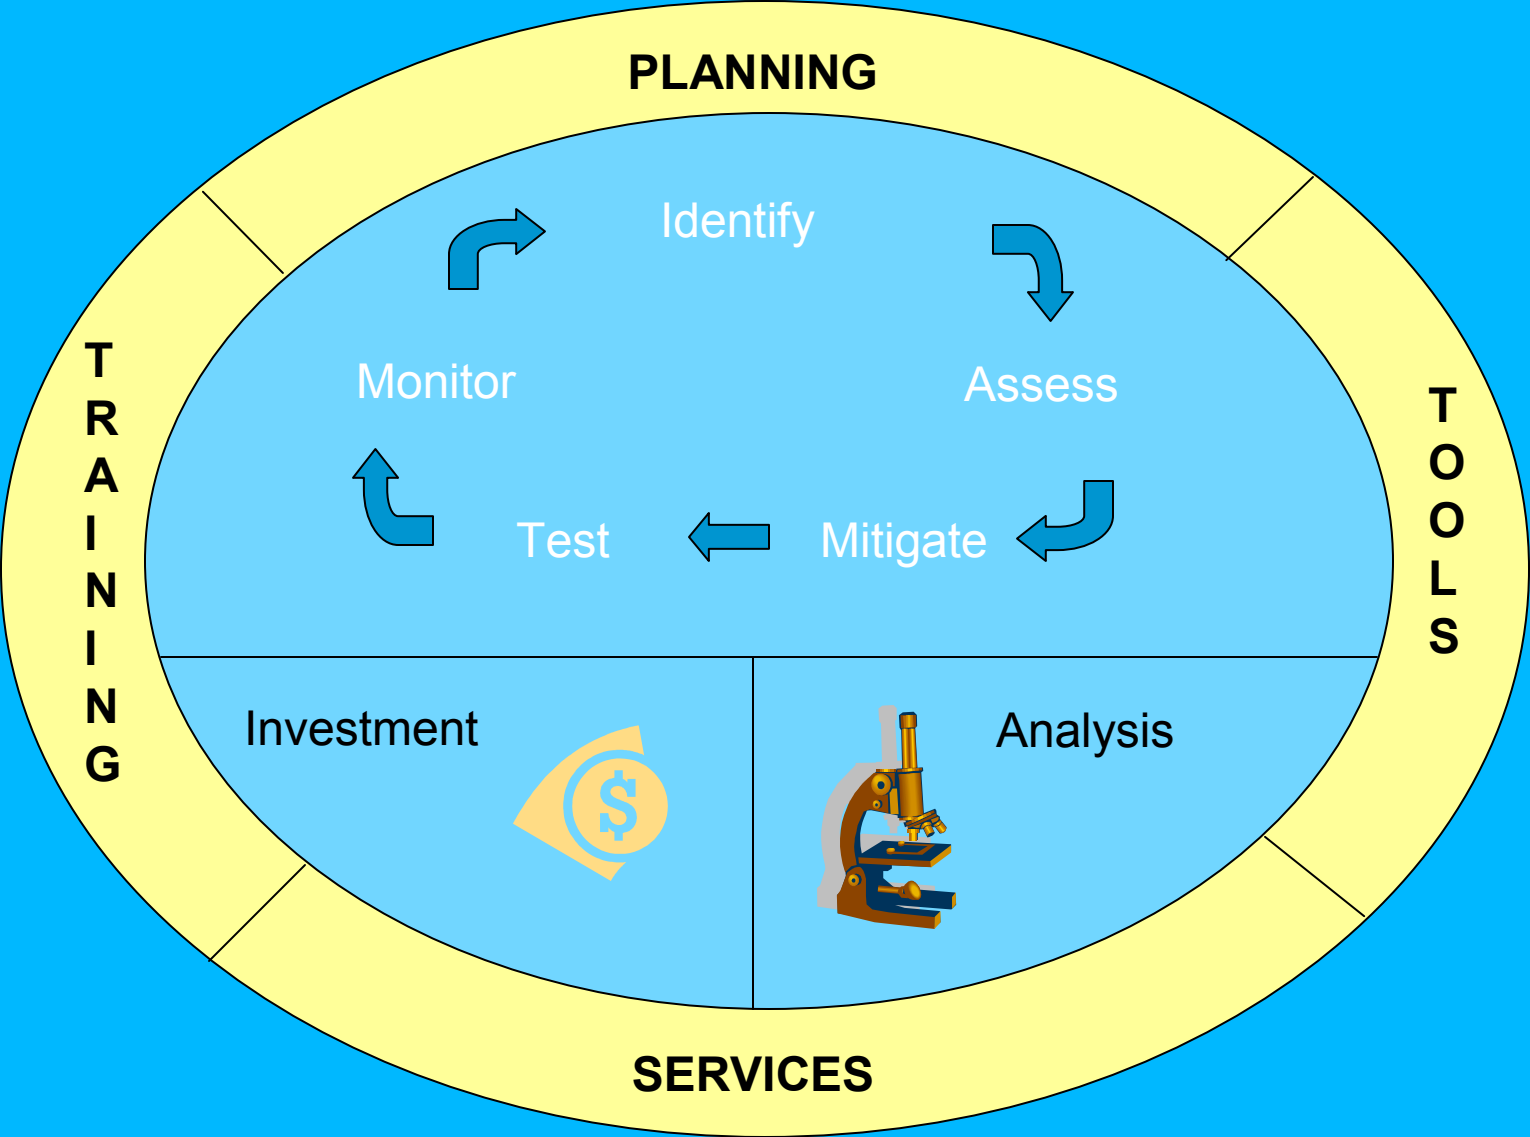 PLANNING
Identify
Monitor
Assess
Test
Mitigate
TRAINING
TOOLS
Investment
$
Analysis
SERVICES